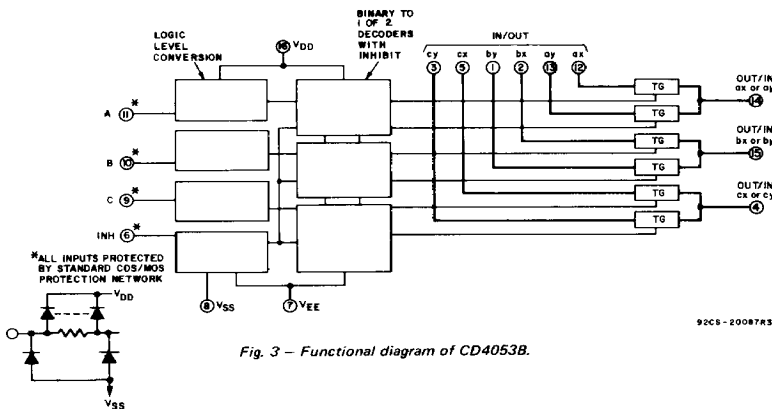 LOGIC
LEVEL
CONVERSION
BINARY TO
1 OF 2
DECODERS
WITH
INHIBIT
16 VDD
IN/OUT
cy cx by bx ay ax
3 5 1 2 13 12
A 11 *
B 10 *
C 9 *
INH 6 *
TG
TG
TG
TG
TG
TG
OUT/IN
ax or ay
14
OUT/IN
bx or by
15
OUT/IN
cx or cy
4
8 VSS
7 VEE
*ALL INPUTS PROTECTED
BY STANDARD COS/MOS
PROTECTION NETWORK
VDD
VSS
92CS-20087R3
Fig. 3 – Functional diagram of CD4053B.